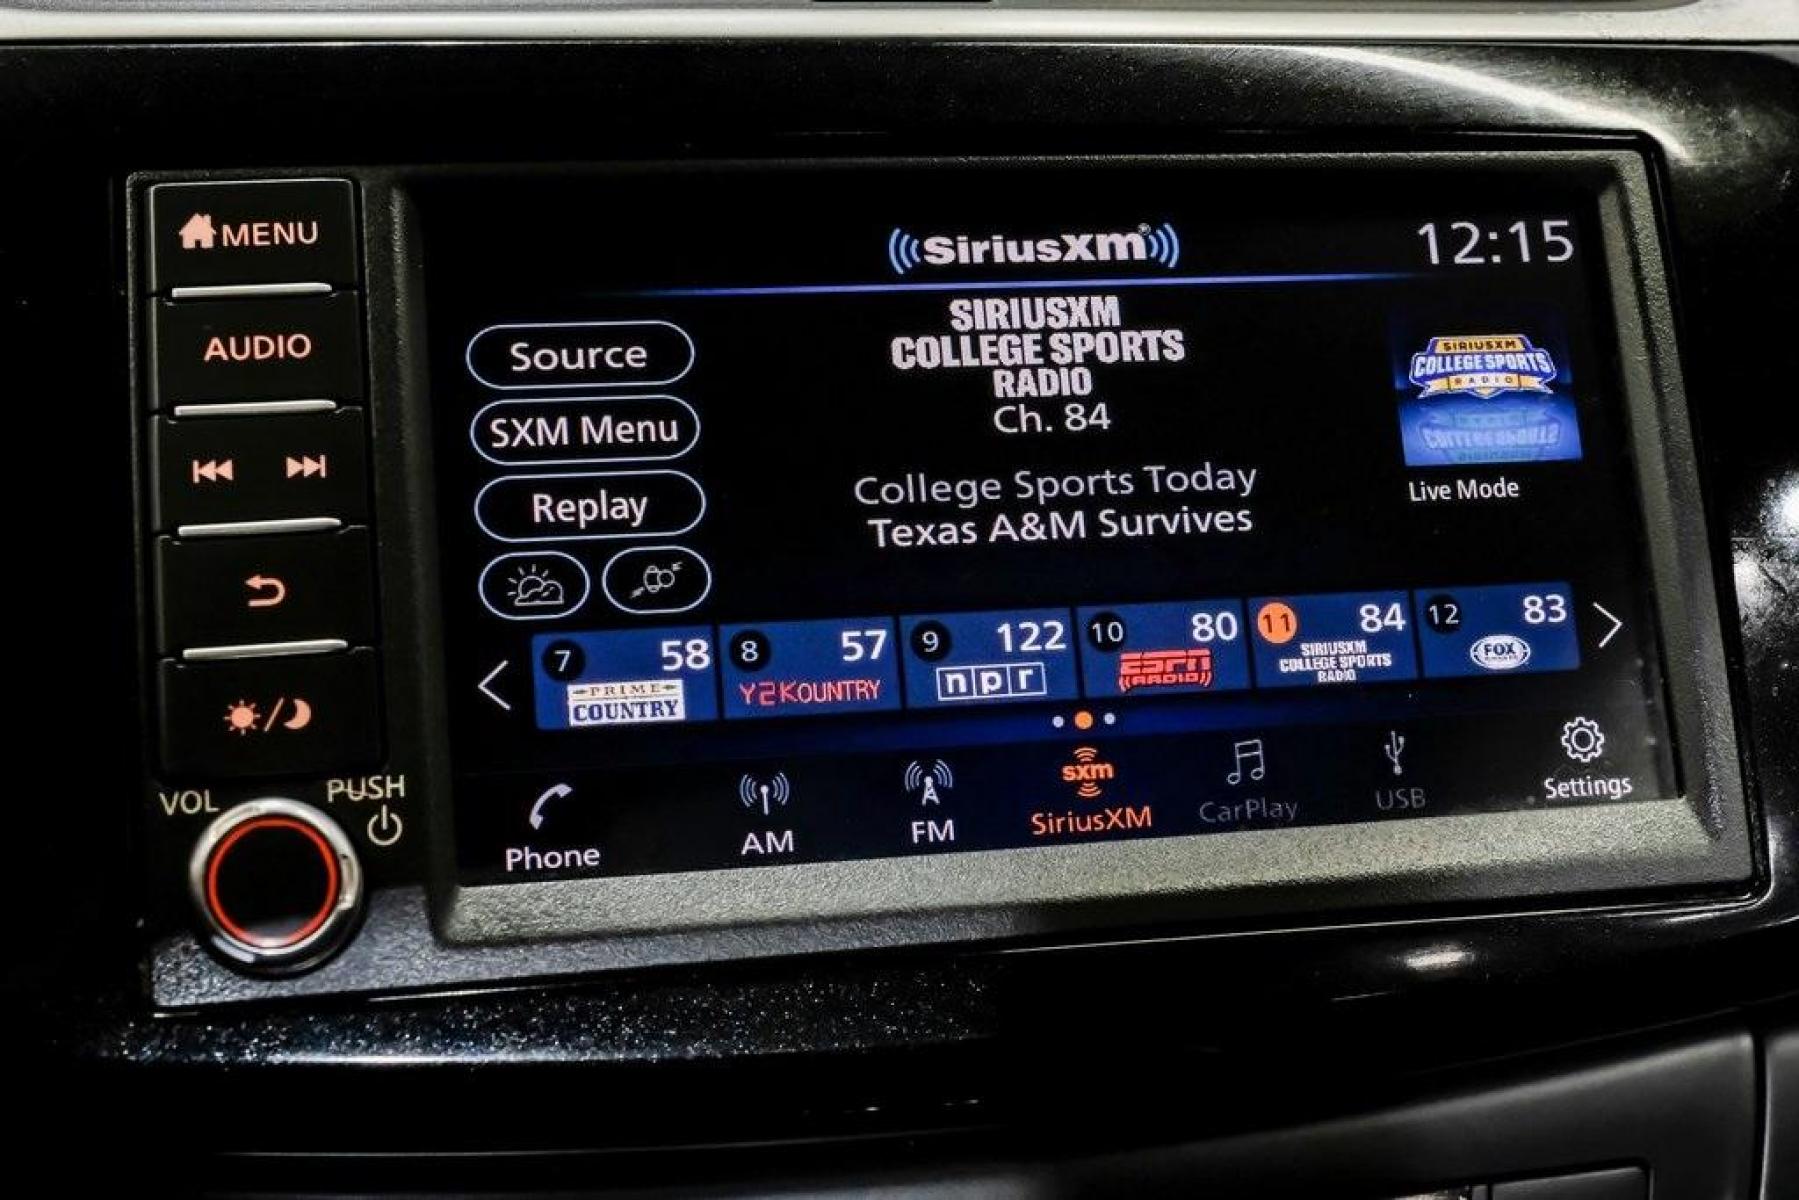 MENU
AUDIO
VOL
PUSH
SiriusXM®
12:15
Source
SXM Menu
Replay
SIRIUSXM
COLLEGE SPORTS
RADIO
Ch. 84
College Sports Today
Texas A&M Survives
SIRIUSXM
COLLEGE SPORTS
RADIO
Live Mode
7 58
PRIME
COUNTRY
8 57
Y2KOUNTRY
9 122
npr
10 80
ESPN
RADIO
11 84
SIRIUSXM
COLLEGE SPORTS
RADIO
12 83
FOX
Phone
AM
FM
sxm
SiriusXM
CarPlay
USB
Settings